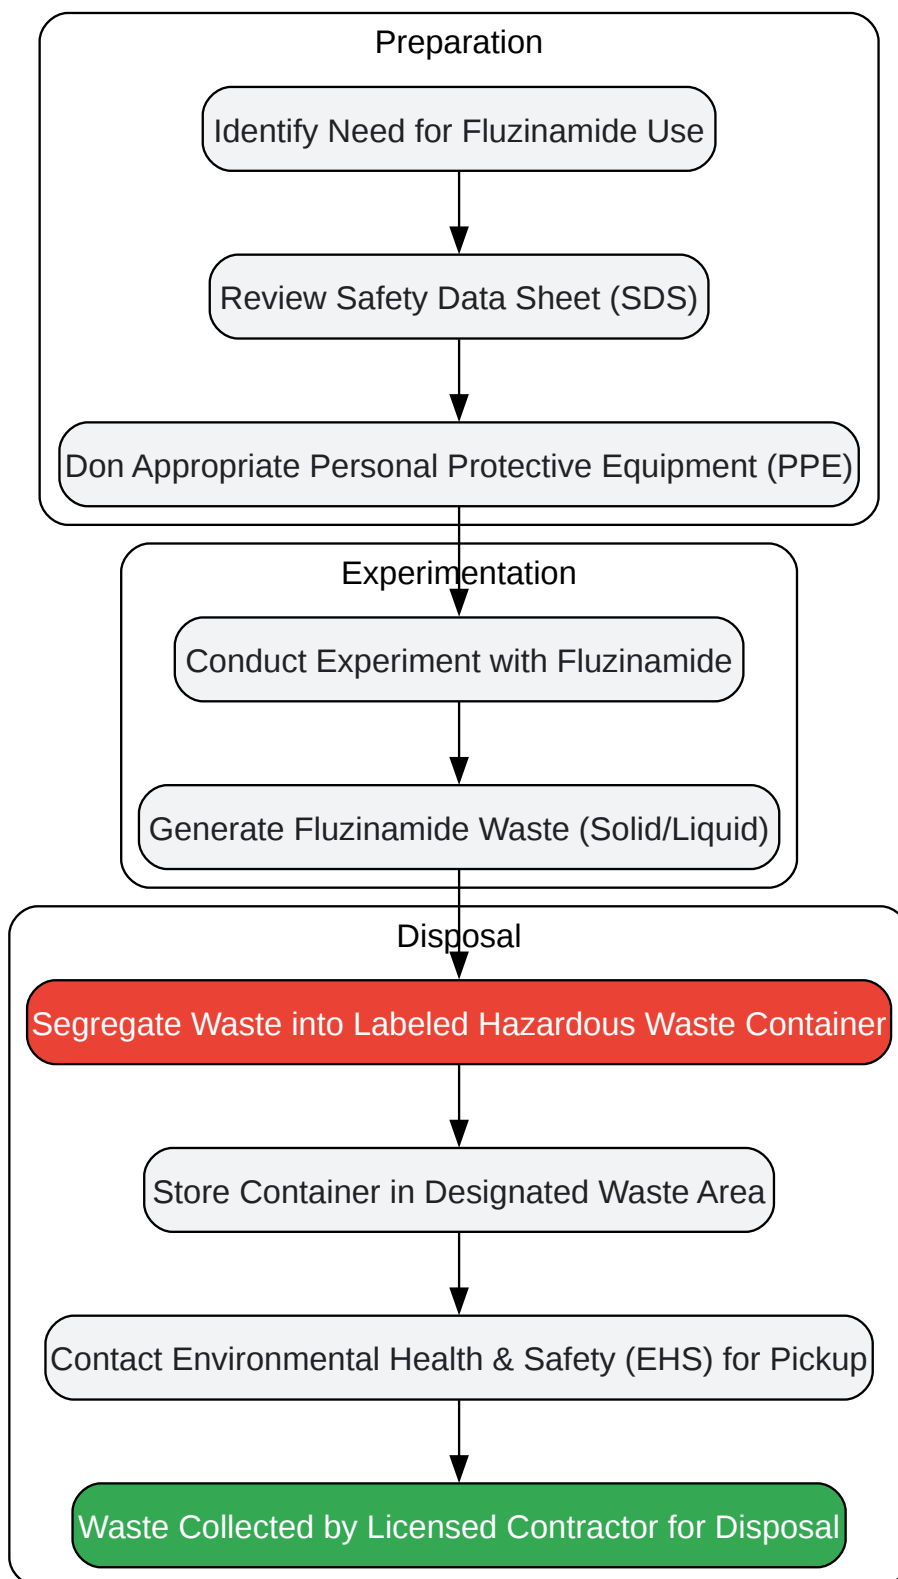 Preparation
Identify Need for Fluzinamide Use
Review Safety Data Sheet (SDS)
Don Appropriate Personal Protective Equipment (PPE)
Experimentation
Conduct Experiment with Fluzinamide
Generate Fluzinamide Waste (Solid/Liquid)
Disposal
Segregate Waste into Labeled Hazardous Waste Container
Store Container in Designated Waste Area
Contact Environmental Health & Safety (EHS) for Pickup
Waste Collected by Licensed Contractor for Disposal